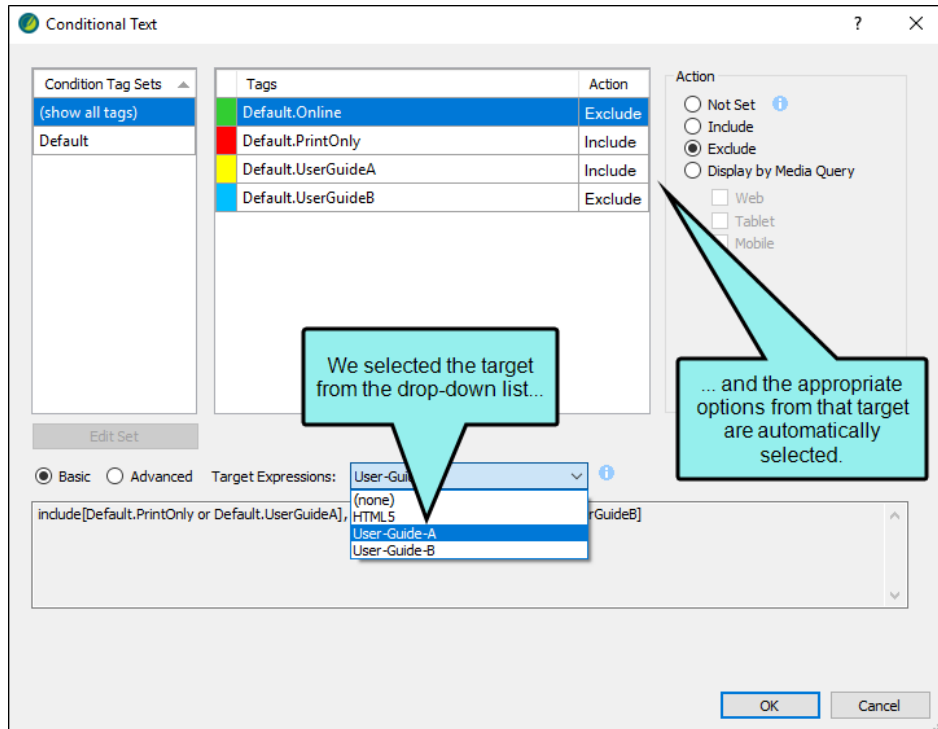 Conditional Text
?
Condition Tag Sets
(show all tags)
Default
Tags Action
Default.Online Exclude
Default.PrintOnly Include
Default.UserGuideA Include
Default.UserGuideB Exclude
Action
Not Set
Include
Exclude
Display by Media Query
Web
Tablet
Mobile
We selected the target
from the drop-down list...
... and the appropriate
options from that target
are automatically
selected.
Edit Set
Basic Advanced Target Expressions: User-Gui
include[Default.PrintOnly or Default.UserGuideA], rGuideB]
(none)
HTML5
User-Guide-A
User-Guide-B
OK Cancel